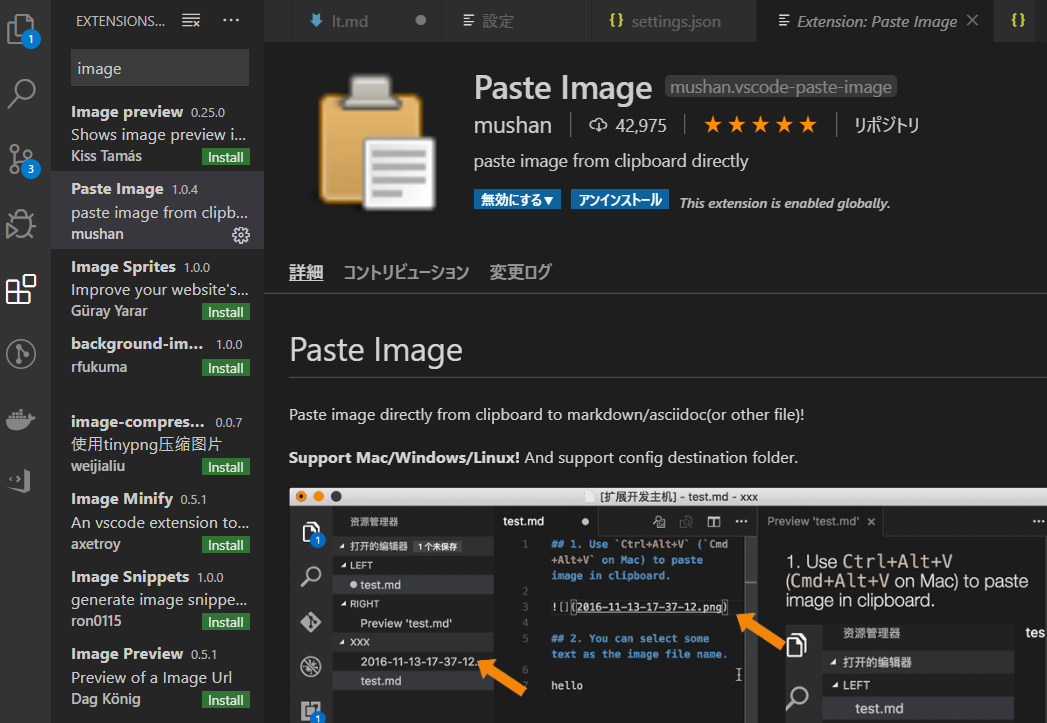 EXTENSIONS...
1
3
image
Image preview 0.25.0
Shows image preview i...
Kiss Tamás
Install
Paste Image 1.0.4
paste image from clipb...
mushan
Image Sprites 1.0.0
Improve your website's...
Güray Yarar
Install
background-im... 1.0.0
rfukuma
Install
image-compres... 0.0.7
使用tinypng压缩图片
weijialiu
Install
Image Minify 0.5.1
An vscode extension to...
axetroy
Install
Image Snippets 1.0.0
generate image snippe...
ron0115
Install
Image Preview 0.5.1
Preview of a Image Url
Dag König
Install
lt.md
設定
{} settings.json
Extension: Paste Image
{}
Paste Image mushan.vscode-paste-image
mushan
42,975
★★★★★
リポジトリ
paste image from clipboard directly
無効にする▼
アンインストール
This extension is enabled globally.
詳細
コントリビューション
変更ログ
Paste Image
Paste image directly from clipboard to markdown/asciidoc(or other file)!
Support Mac/Windows/Linux! And support config destination folder.
[扩展开发主机] - test.md - xxx
1
1
资源管理器
打开的编辑器 1 个未保存
LEFT
test.md
RIGHT
Preview 'test.md'
XXX
2016-11-13-17-37-12.
test.md
test.md
1 ## 1. Use `Ctrl+Alt+V` (`Cmd
+Alt+V` on Mac) to paste
image in clipboard.
2
3 ![](2016-11-13-17-37-12.png)
4
5 ## 2. You can select some
text as the image file name.
6
7 hello
Preview 'test.md'
1. Use Ctrl+Alt+V
(Cmd+Alt+V on Mac) to paste
image in clipboard.
资源管理器
打开的编辑器
LEFT
test.md
tes